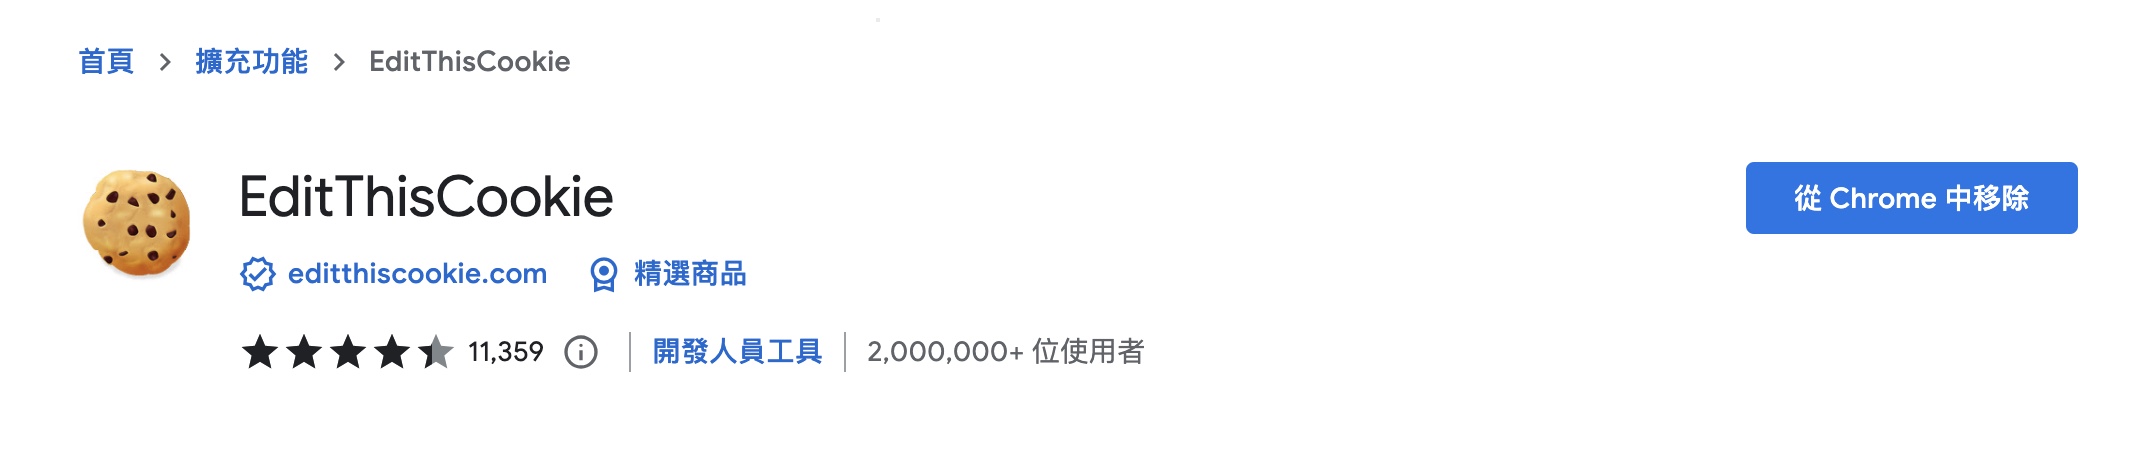 首頁 > 擴充功能 > EditThisCookie
EditThisCookie
從 Chrome 中移除
editthiscookie.com 精選商品
11,359 開發人員工具 2,000,000+ 位使用者